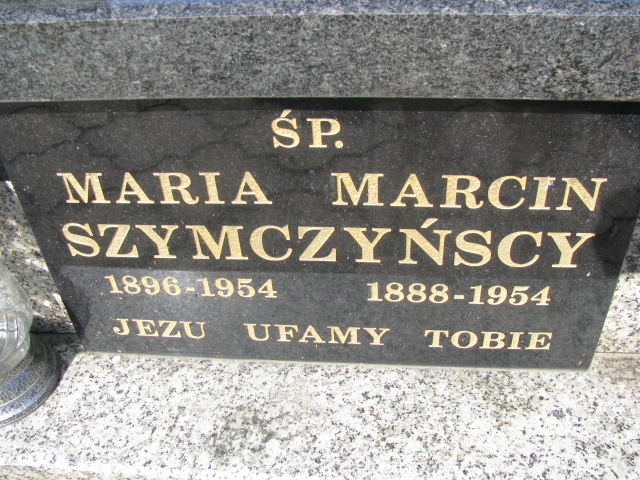 ŚP.
MARIA MARCIN
SZYMCZYŃSCY
1896-1954 1888-1954
JEZU UFAMY TOBIE